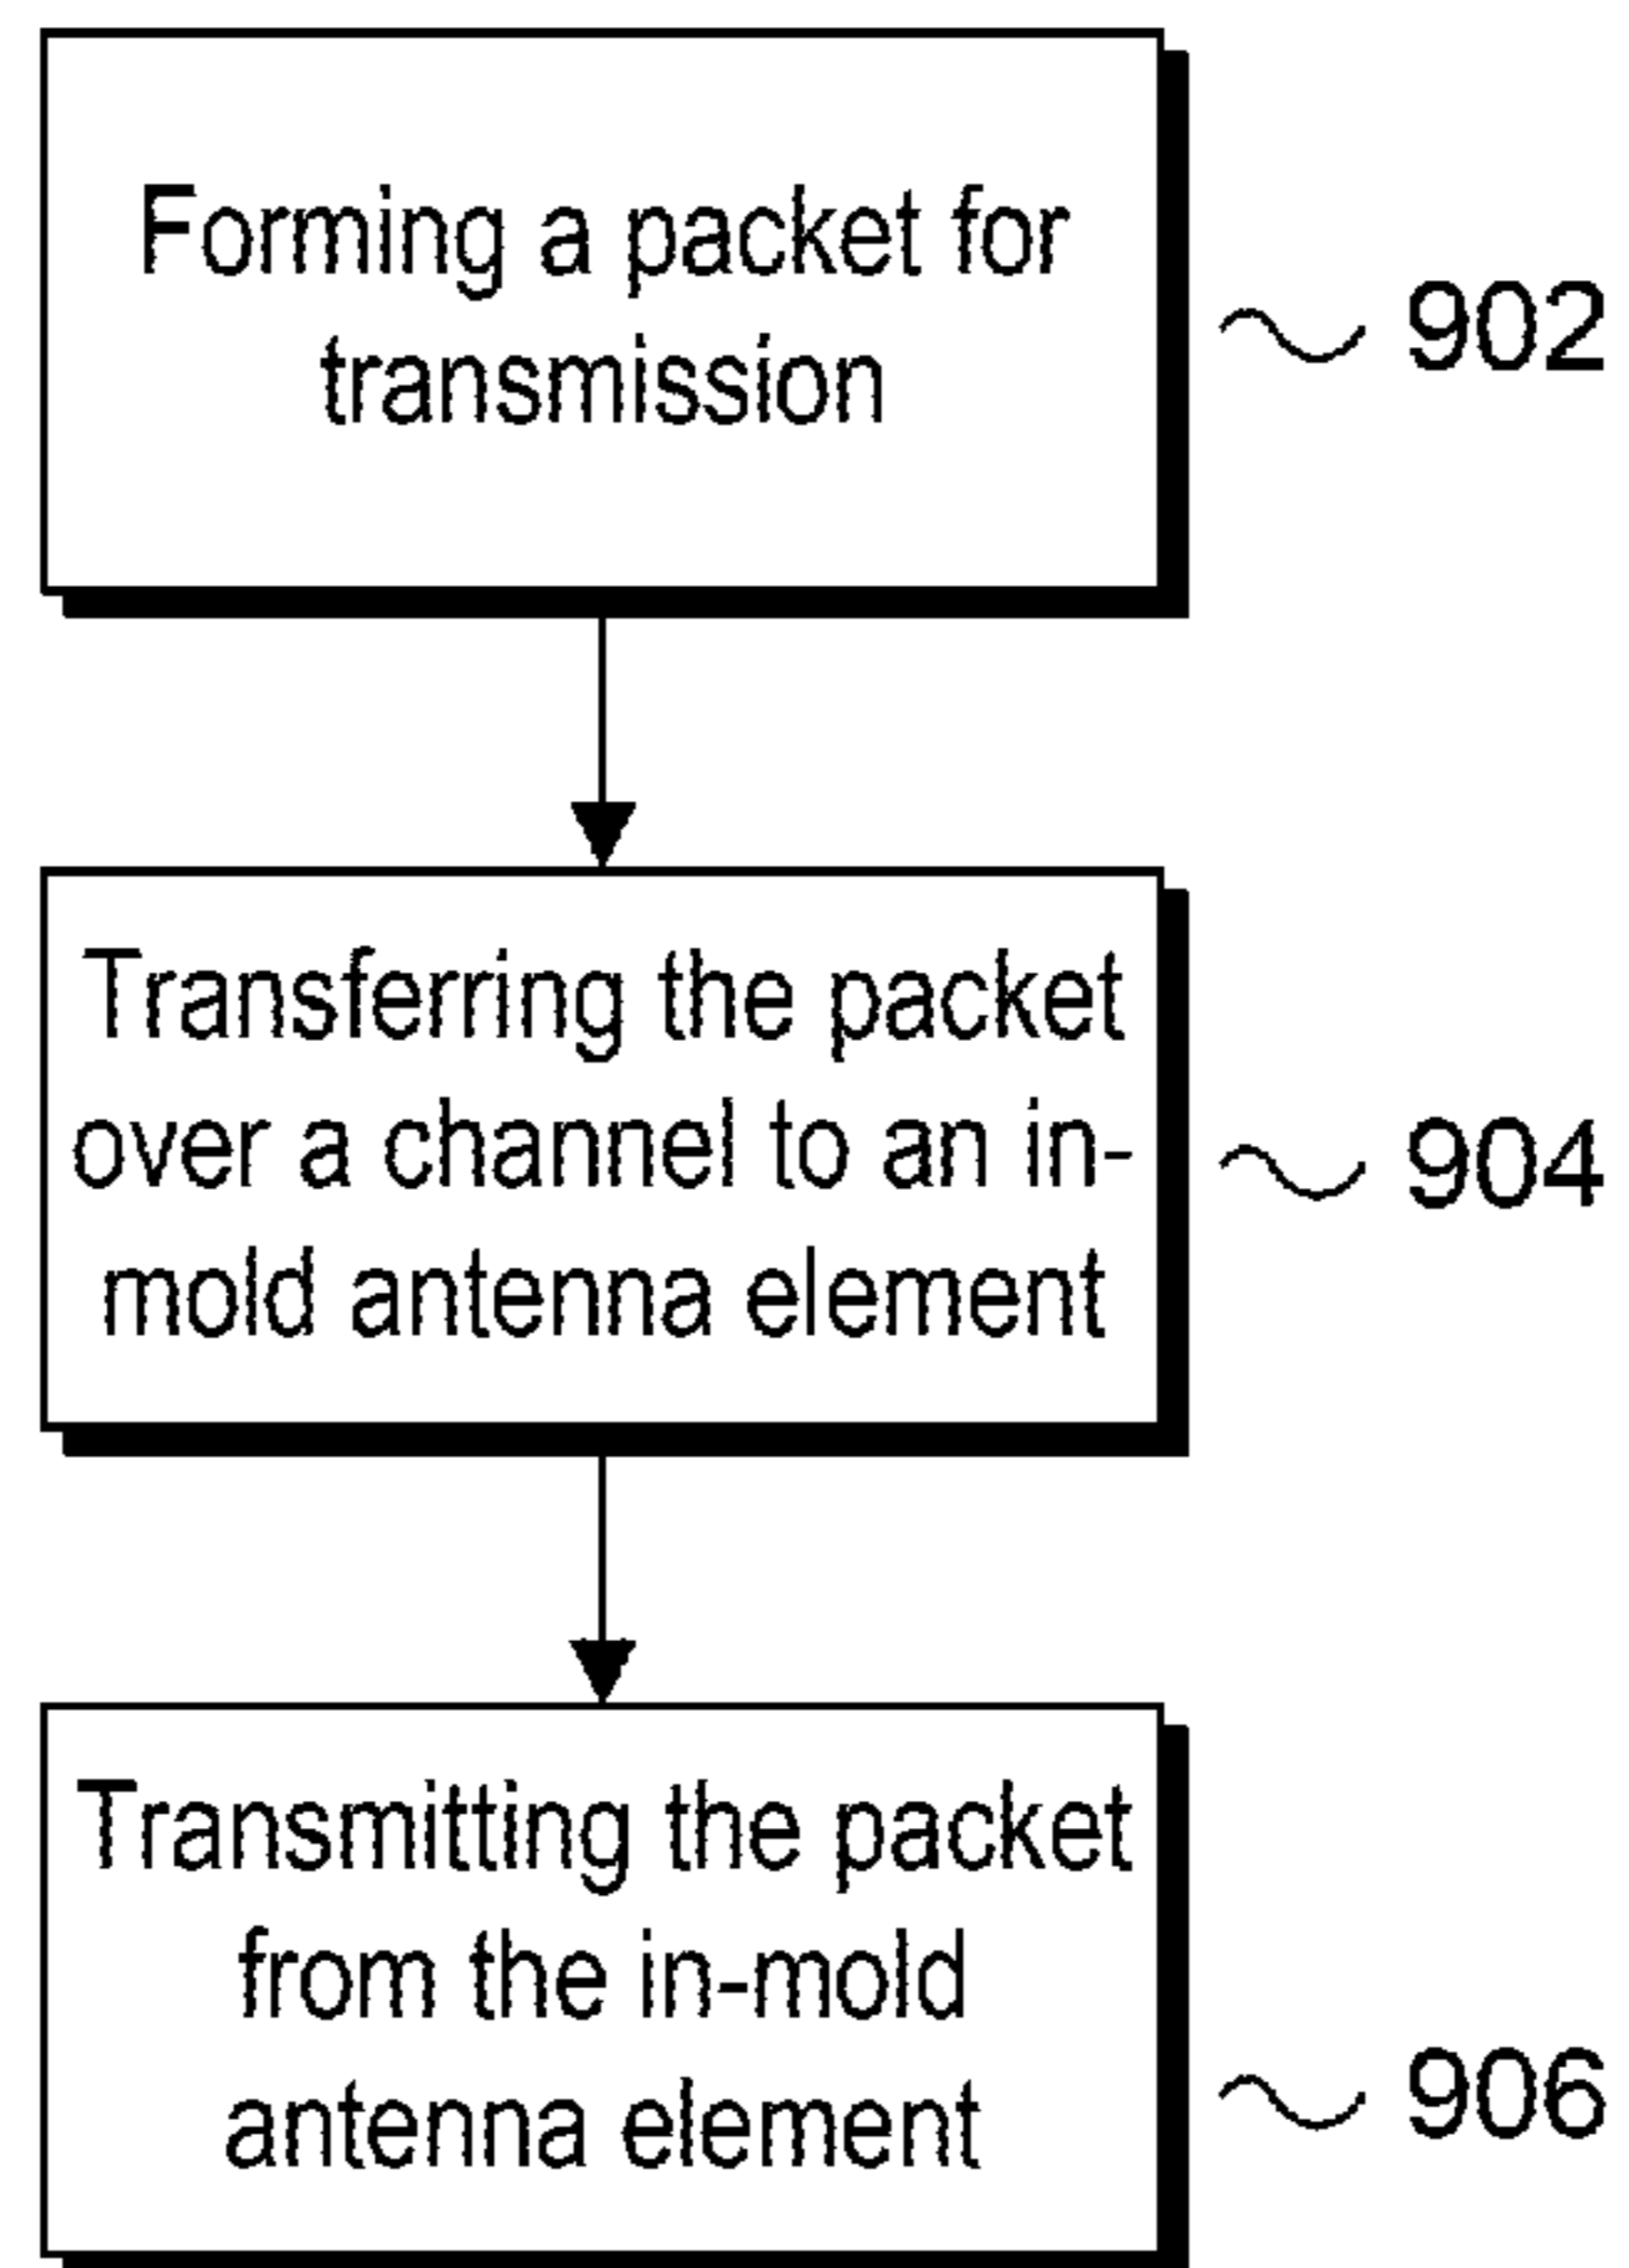 Forming a packet for
transmission
902
Transferring the packet
over a channel to an in-
mold antenna element
904
Transmitting the packet
from the in-mold
antenna element
906